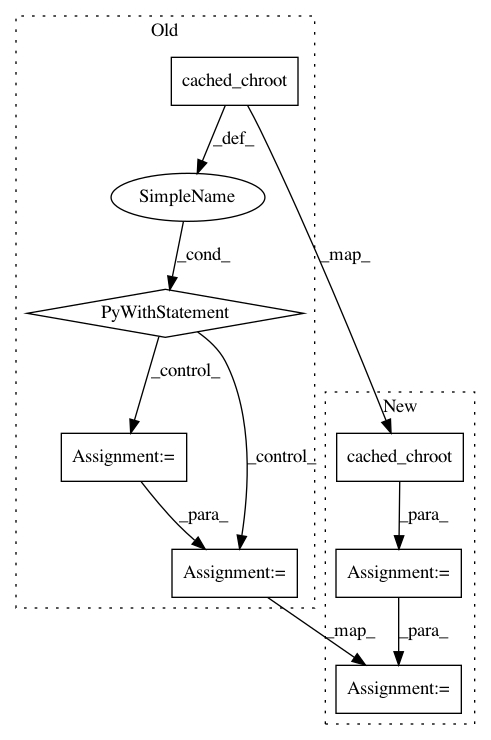 Old
cached_chroot
_def_
SimpleName
_cond_
_map_
PyWithStatement
_control_
New
_control_
Assignment:=
cached_chroot
_para_
_para_
Assignment:=
Assignment:=
_map_
_para_
Assignment:=